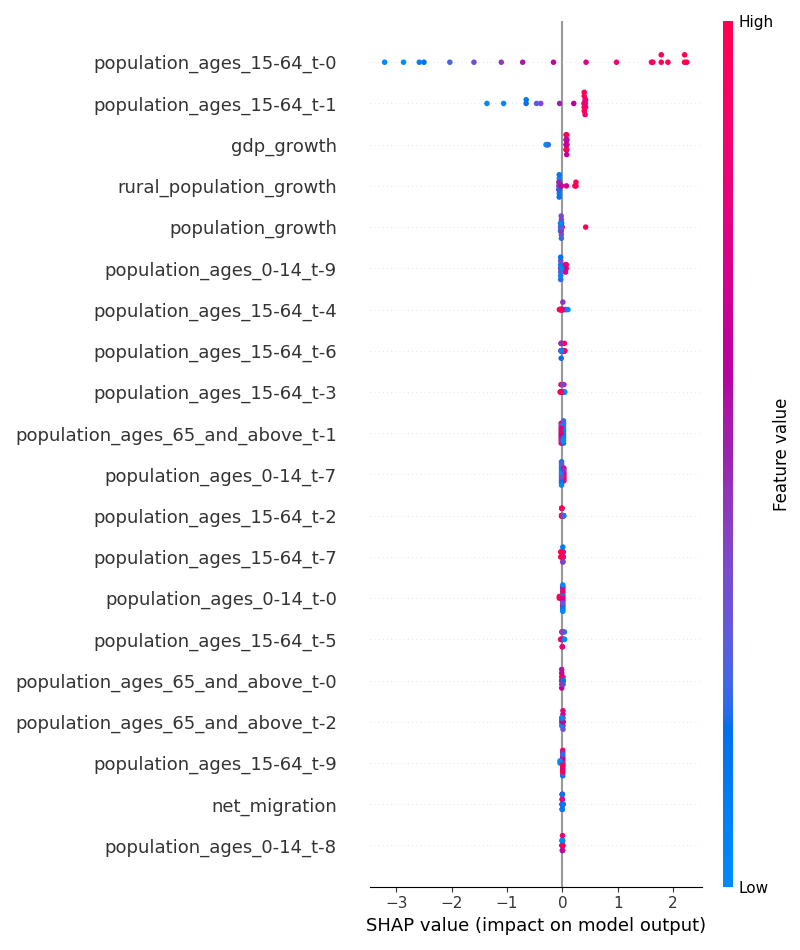 High
population_ages_15-64_t-0
population_ages_15-64_t-1
gdp_growth
rural_population_growth
population_growth
population_ages_0-14_t-9
population_ages_15-64_t-4
population_ages_15-64_t-6
population_ages_15-64_t-3
population_ages_65_and_above_t-1
population_ages_0-14_t-7
population_ages_15-64_t-2
population_ages_15-64_t-7
population_ages_0-14_t-0
population_ages_15-64_t-5
population_ages_65_and_above_t-0
population_ages_65_and_above_t-2
population_ages_15-64_t-9
net_migration
population_ages_0-14_t-8
Feature value
Low
−3 −2 −1 0 1 2
SHAP value (impact on model output)